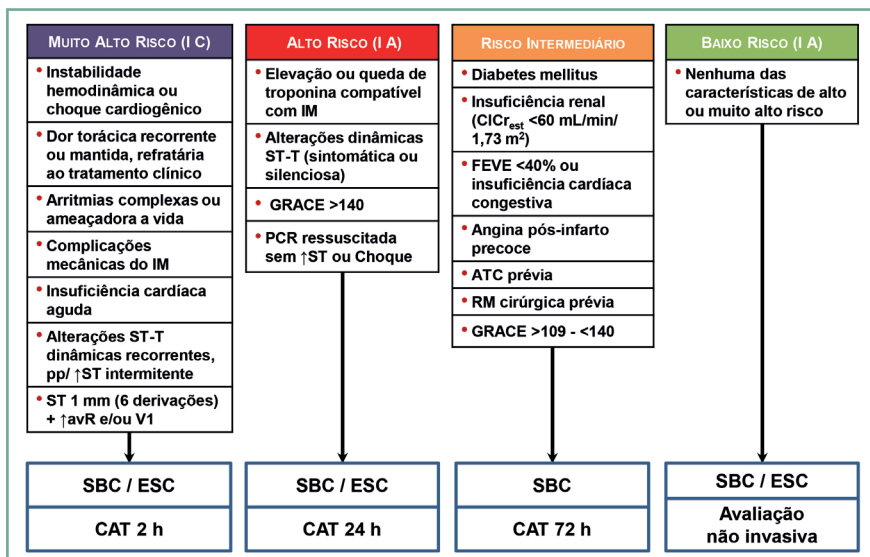 MUITO ALTO RISCO (I C)
• Instabilidade
hemodinâmica ou
choque cardiogênico
• Dor torácica recorrente
ou mantida, refratária
ao tratamento clínico
• Arritmias complexas ou
ameaçadora a vida
• Complicações
mecânicas do IM
• Insuficiência cardíaca
aguda
• Alterações ST-T
dinâmicas recorrentes,
pp/ ↑ST intermitente
• ST 1 mm (6 derivações)
+ ↑avR e/ou V1
SBC / ESC
CAT 2 h
ALTO RISCO (I A)
• Elevação ou queda de
troponina compatível
com IM
• Alterações dinâmicas
ST-T (sintomática ou
silenciosa)
• GRACE >140
• PCR ressuscitada
sem ↑ST ou Choque
SBC / ESC
CAT 24 h
RISCO INTERMEDIÁRIO
• Diabetes mellitus
• Insuficiência renal
(ClCrest <60 mL/min/
1,73 m²)
• FEVE <40% ou
insuficiência cardíaca
congestiva
• Angina pós-infarto
precoce
• ATC prévia
• RM cirúrgica prévia
• GRACE >109 - <140
SBC
CAT 72 h
BAIXO RISCO (I A)
• Nenhuma das
características de alto
ou muito alto risco
SBC / ESC
Avaliação
não invasiva